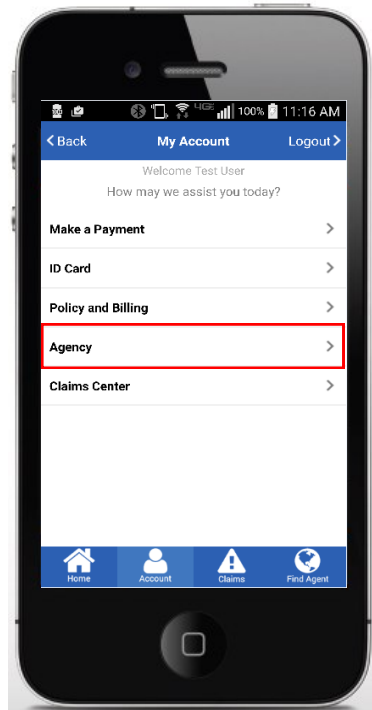 4GE 100% 11:16 AM
Back My Account Logout
Welcome Test User
How may we assist you today?
Make a Payment
ID Card
Policy and Billing
Agency
Claims Center
Home Account Claims Find Agent